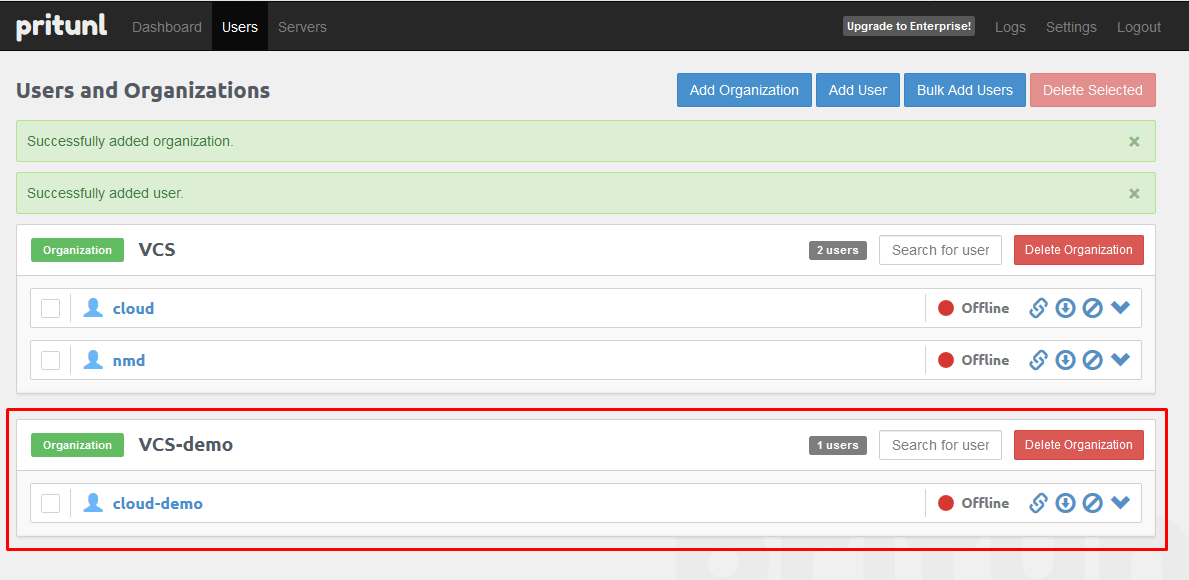 pritunl Dashboard Users Servers Upgrade to Enterprise! Logs Settings Logout
Users and Organizations Add Organization Add User Bulk Add Users Delete Selected
Successfully added organization. ×
Successfully added user. ×
Organization VCS 2 users Search for user Delete Organization
cloud Offline
nmd Offline
Organization VCS-demo 1 users Search for user Delete Organization
cloud-demo Offline